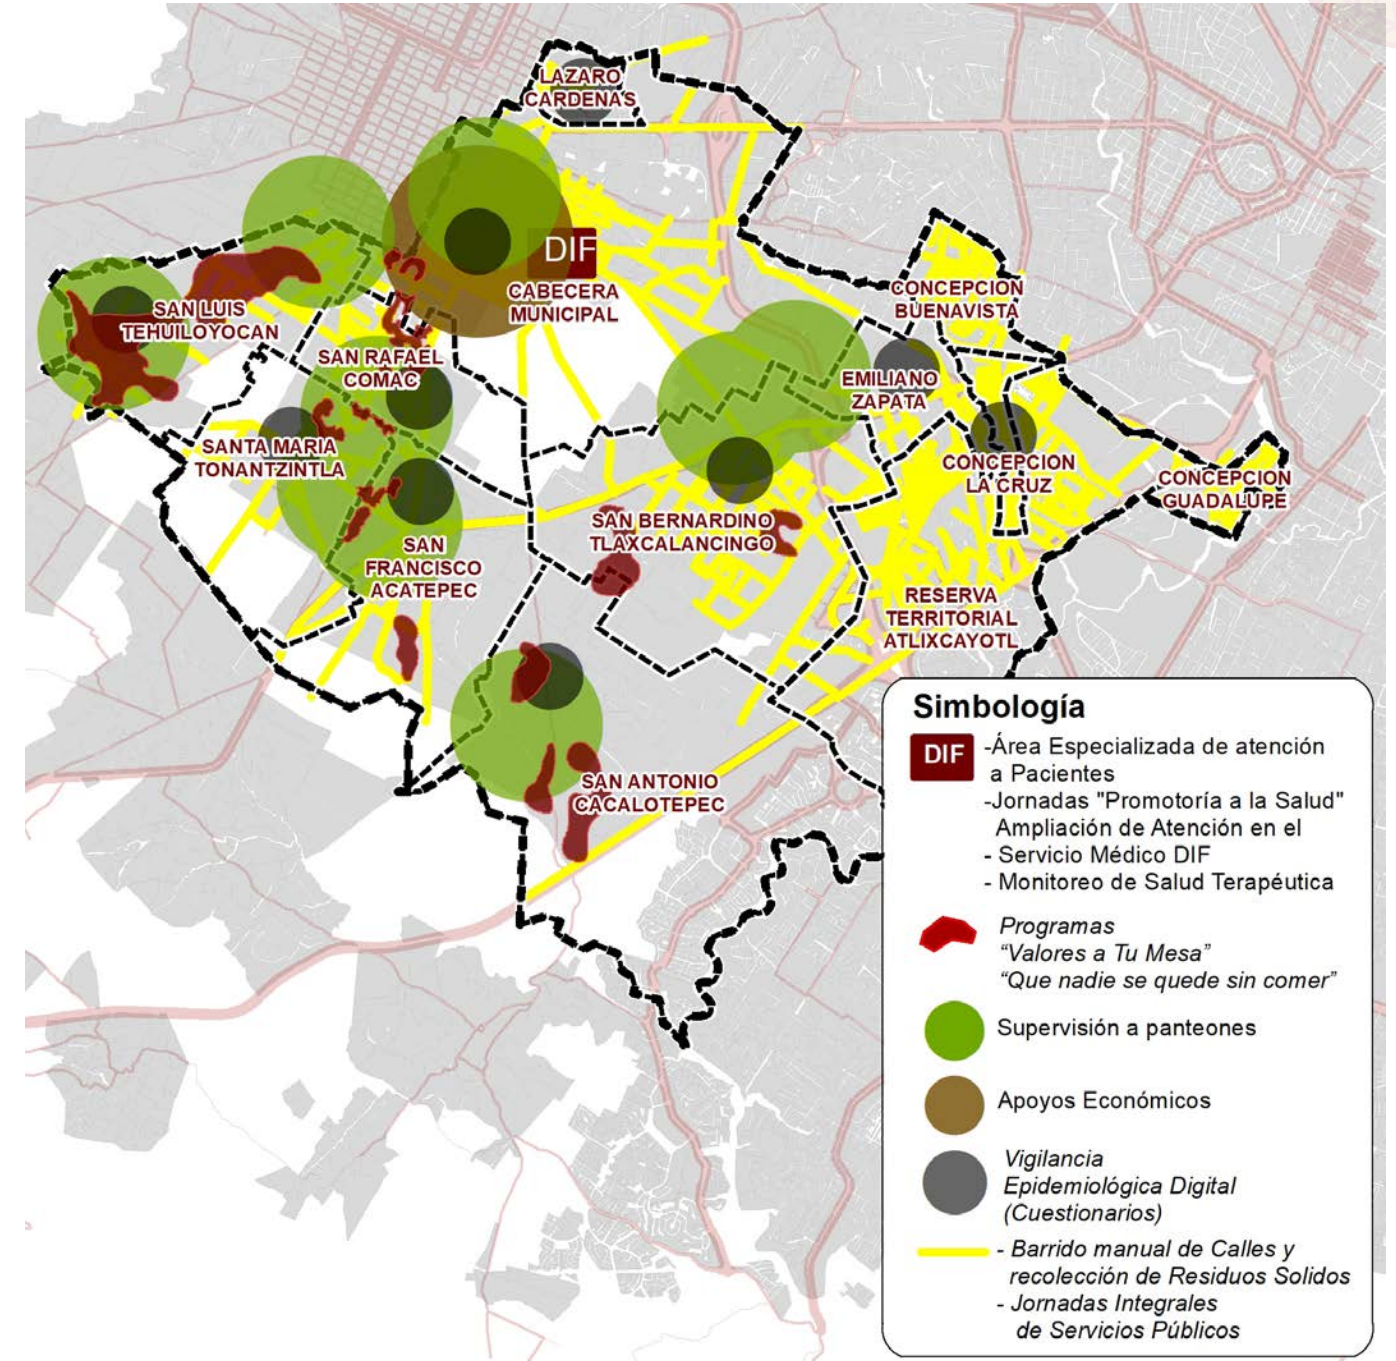 LAZARO
CARDENAS
DIF
CABECERA
MUNICIPAL
CONCEPCION
BUENAVISTA
SAN LUIS
TEHUILOYOCAN
SAN RAFAEL
COMAC
EMILIANO
ZAPATA
SANTA MARIA
TONANTZINTLA
CONCEPCION
LA CRUZ
CONCEPCION
GUADALUPE
SAN BERNARDINO
TLAXCALANCINGO
SAN
FRANCISCO
ACATEPEC
RESERVA
TERRITORIAL
ATLIXCAYOTL
SAN ANTONIO
CACALOTEPEC
Simbología
DIF
-Área Especializada de atención
a Pacientes
-Jornadas "Promotoría a la Salud"
Ampliación de Atención en el
- Servicio Médico DIF
- Monitoreo de Salud Terapéutica
Programas
“Valores a Tu Mesa”
“Que nadie se quede sin comer”
Supervisión a panteones
Apoyos Económicos
Vigilancia
Epidemiológica Digital
(Cuestionarios)
- Barrido manual de Calles y
recolección de Residuos Solidos
- Jornadas Integrales
de Servicios Públicos